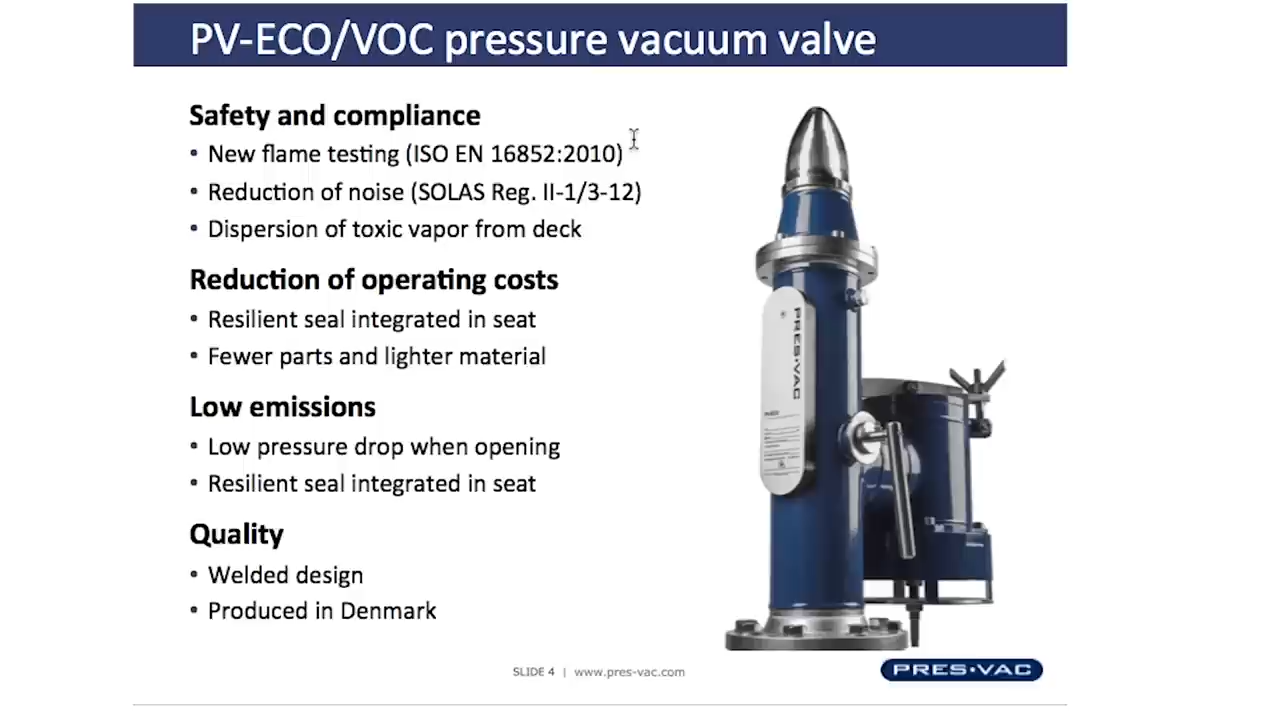 PV-ECO/VOC pressure vacuum valve
Safety and compliance
• New flame testing (ISO EN 16852:2010)
• Reduction of noise (SOLAS Reg. II-1/3-12)
• Dispersion of toxic vapor from deck
Reduction of operating costs
• Resilient seal integrated in seat
• Fewer parts and lighter material
Low emissions
• Low pressure drop when opening
• Resilient seal integrated in seat
Quality
• Welded design
• Produced in Denmark
PRES·VAC
SLIDE 4 | www.pres-vac.com
PRES·VAC